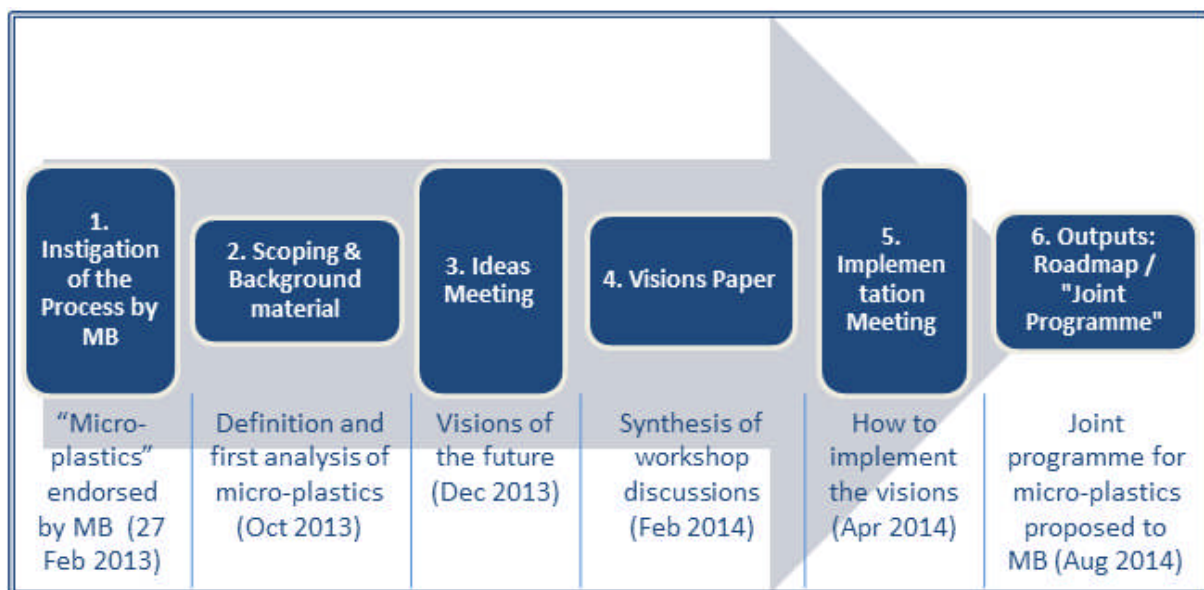 1.
Instigation
of the
Process by
MB
2. Scoping &
Background
material
3. Ideas
Meeting
4. Visions Paper
5.
Implemen
tation
Meeting
6. Outputs:
Roadmap /
"Joint
Programme"
“Micro-
plastics”
endorsed
by MB (27
Feb 2013)
Definition and
first analysis of
micro-plastics
(Oct 2013)
Visions of
the future
(Dec 2013)
Synthesis of
workshop
discussions
(Feb 2014)
How to
implement
the visions
(Apr 2014)
Joint
programme for
micro-plastics
proposed to
MB (Aug 2014)